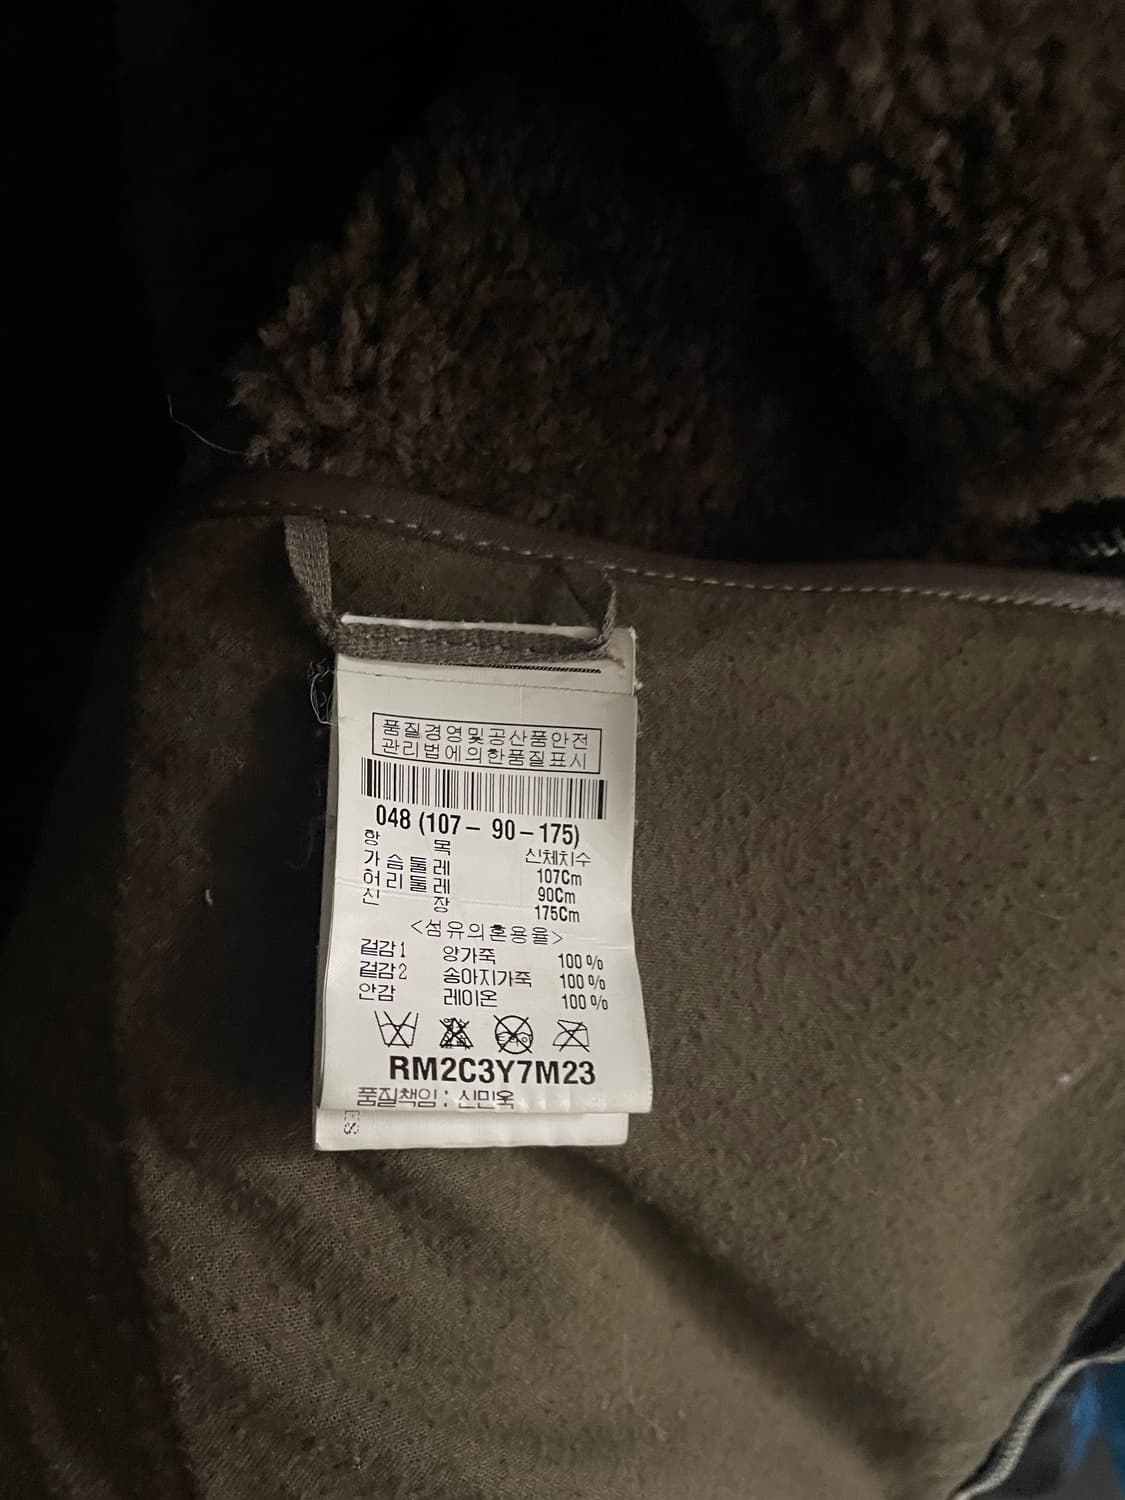 품질경영및공산품안전
관리법에의한품질표시
048 (107 – 90 – 175)
항 목 신체치수
가슴둘레 107Cm
허리둘레 90Cm
신 장 175Cm
<섬유의혼용율>
겉감1 양가죽 100 %
겉감2 송아지가죽 100 %
안감 레이온 100 %
RM2C3Y7M23
품질책임 : 신민욱
ES